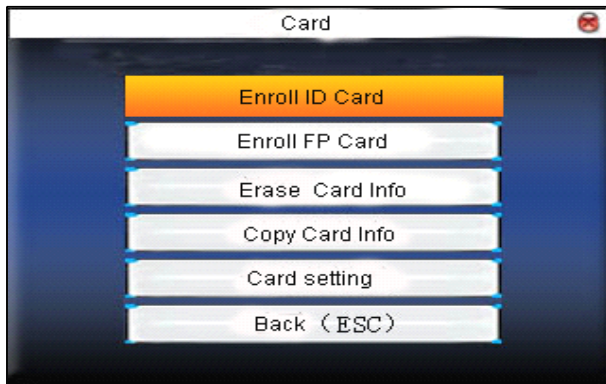 Card
Enroll ID Card
Enroll FP Card
Erase Card Info
Copy Card Info
Card setting
Back （ESC）